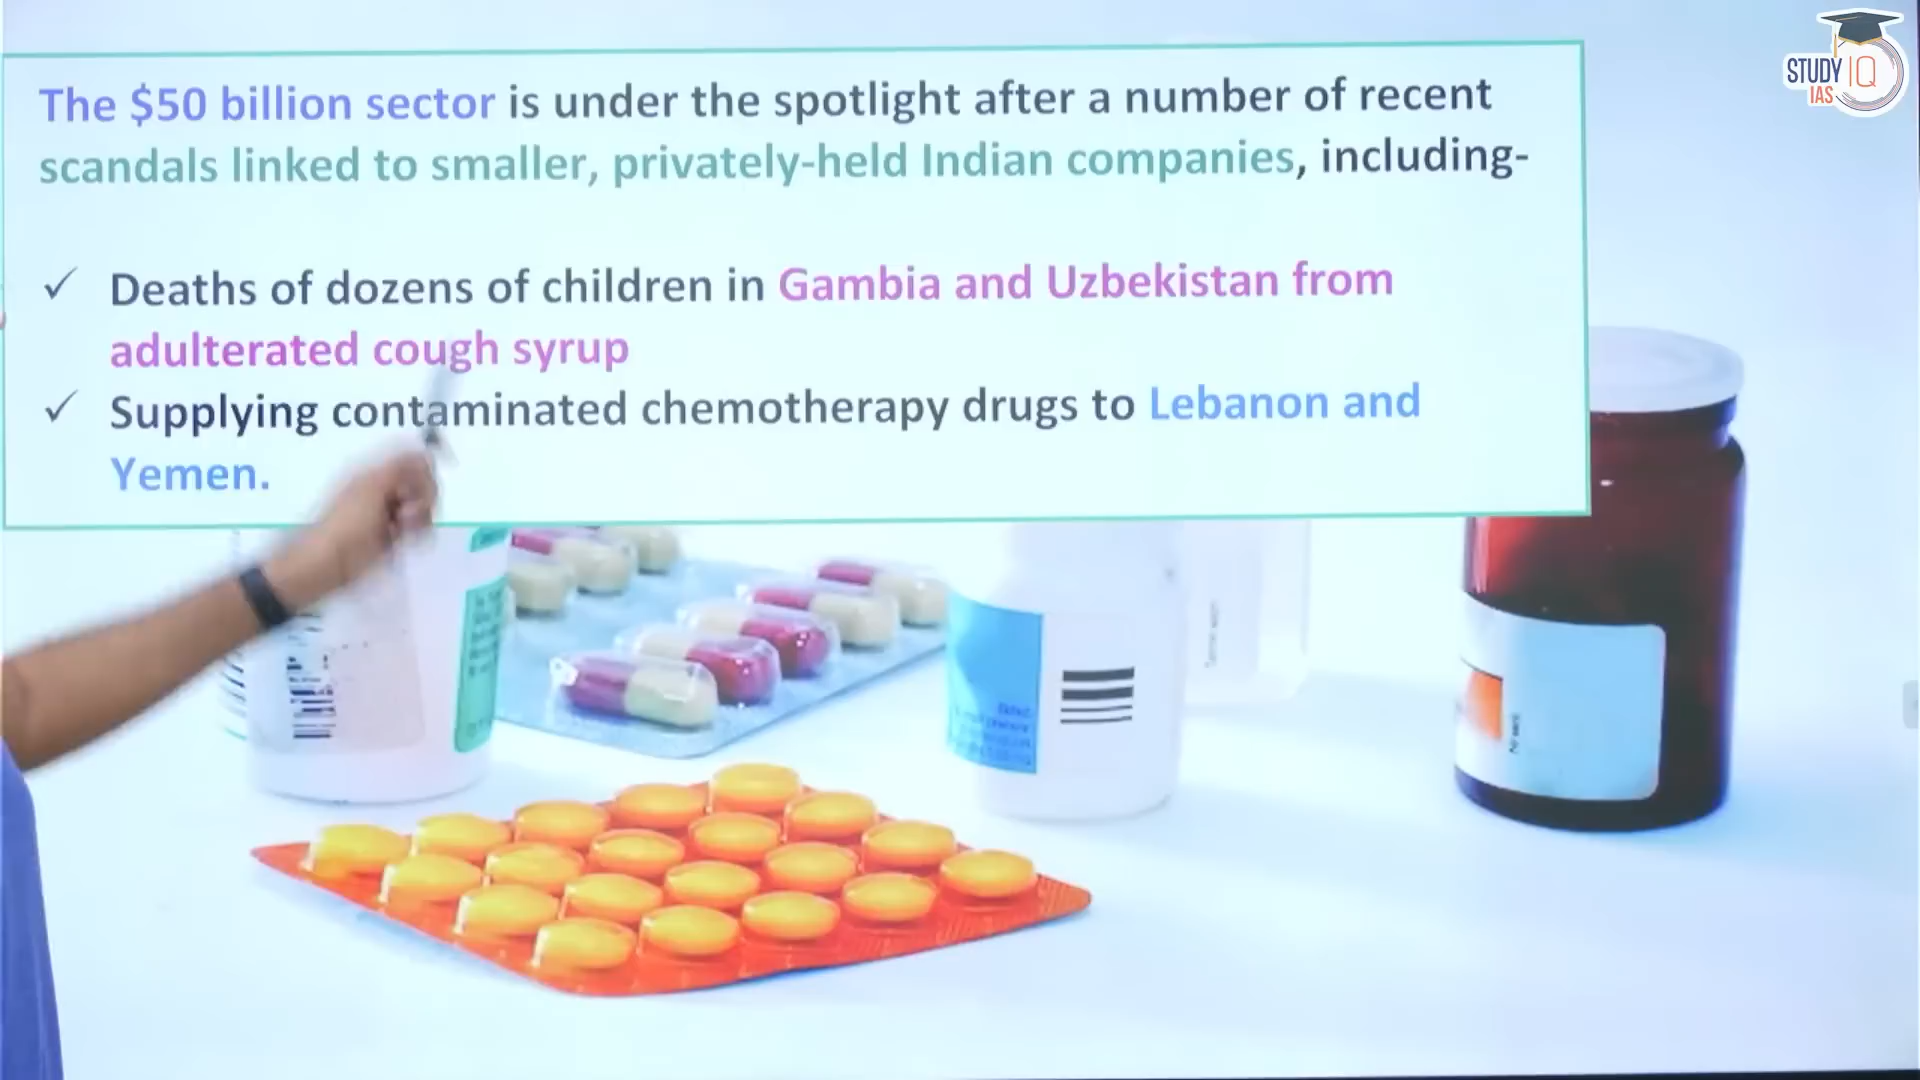 STUDY IQ
IAS
The $50 billion sector is under the spotlight after a number of recent
scandals linked to smaller, privately-held Indian companies, including-
✓ Deaths of dozens of children in Gambia and Uzbekistan from
adulterated cough syrup
✓ Supplying contaminated chemotherapy drugs to Lebanon and
Yemen.